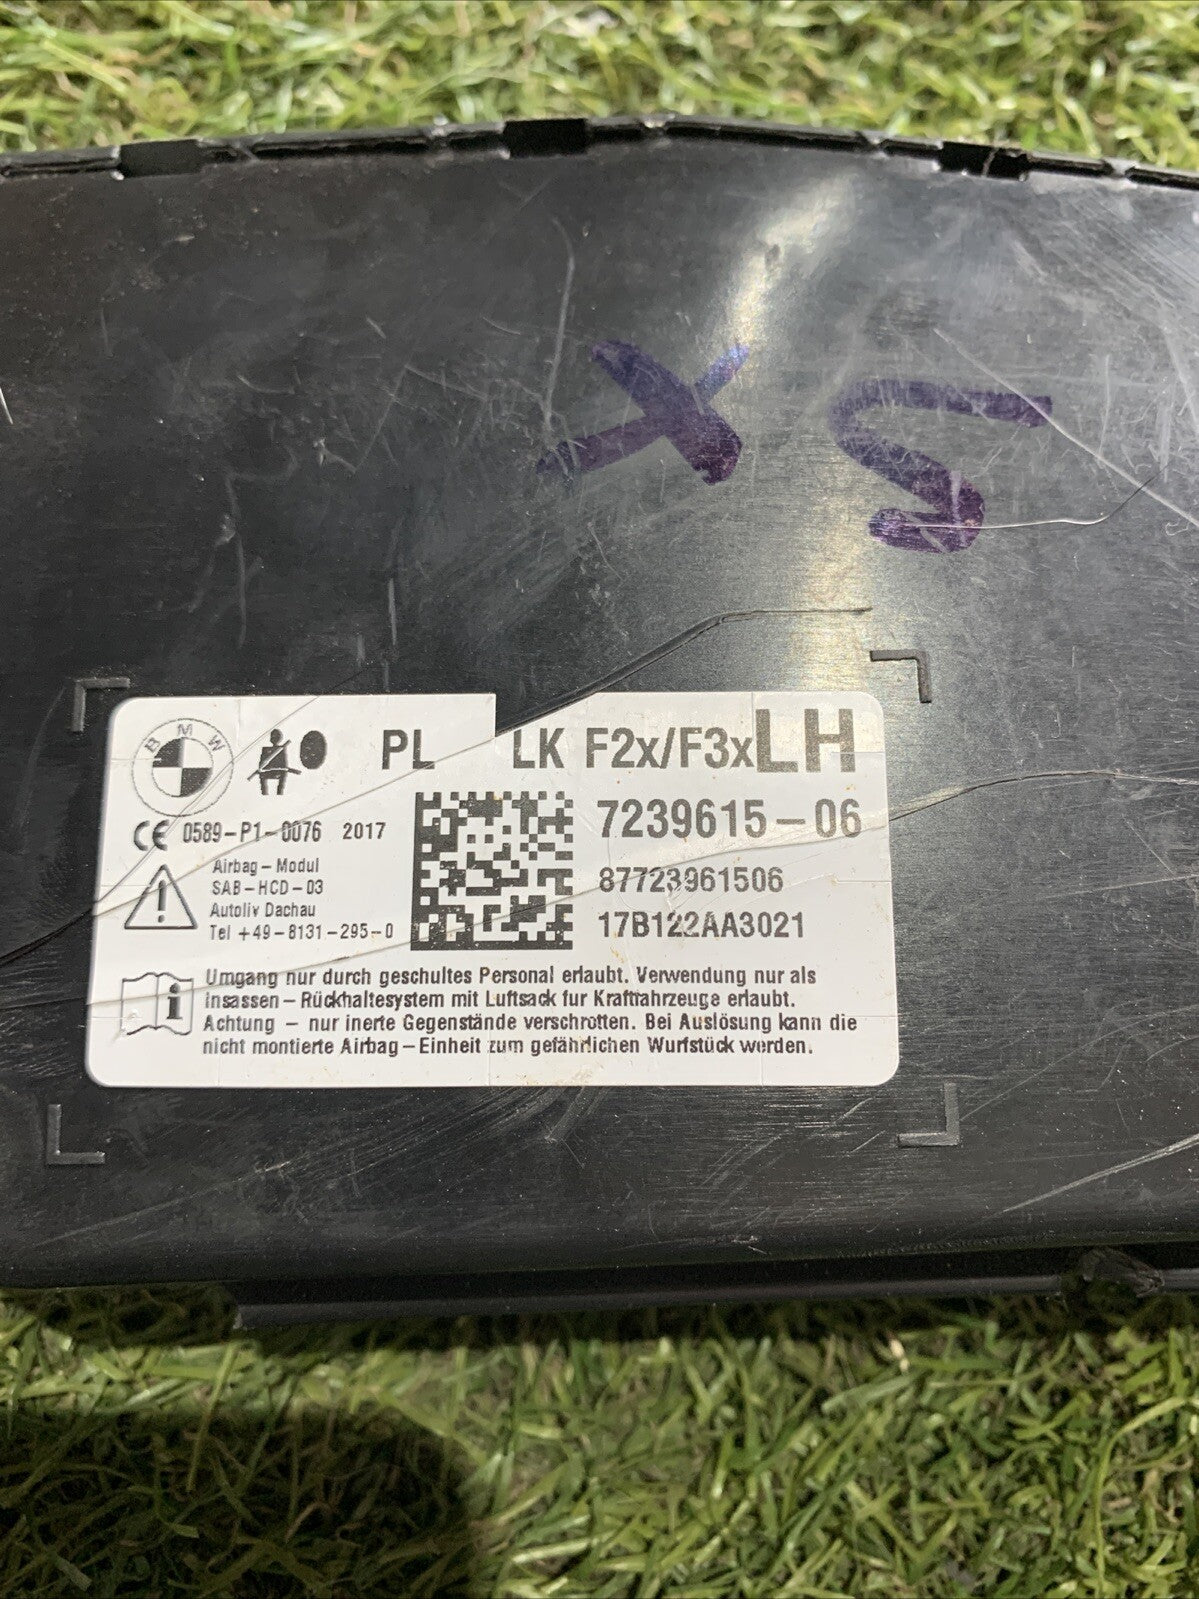 X S
BMW
PL LK F2x/F3x LH
7239615-06
CE 0589-P1-0076 2017
87723961506
17B122AA3021
Airbag-Modul
SAB-HCD-03
Autoliv Dachau
Tel +49-8131-295-0
Umgang nur durch geschultes Personal erlaubt. Verwendung nur als
Insassen-Rückhaltesystem mit Luftsack fur Kraftfahrzeuge erlaubt.
Achtung - nur inerte Gegenstände verschrotten. Bei Auslösung kann die
nicht montierte Airbag-Einheit zum gefährlichen Wurfstück werden.